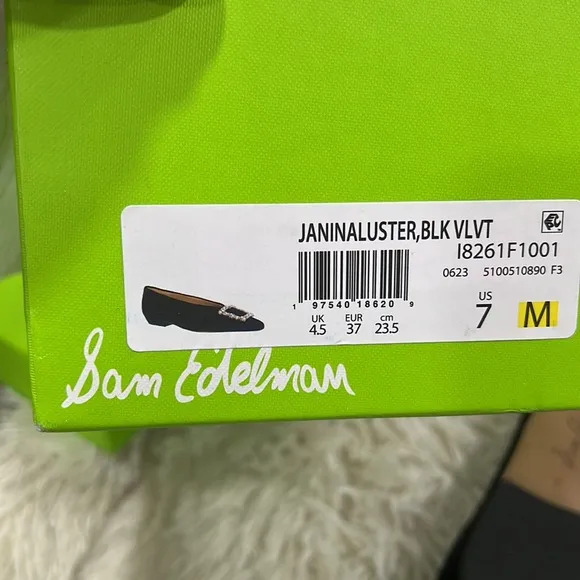 JANINALUSTER,BLK VLVT
I8261F1001
0623 5100510890 F3
1 97540 18620 9
UK EUR cm US
4.5 37 23.5 7 M
Sam Edelman